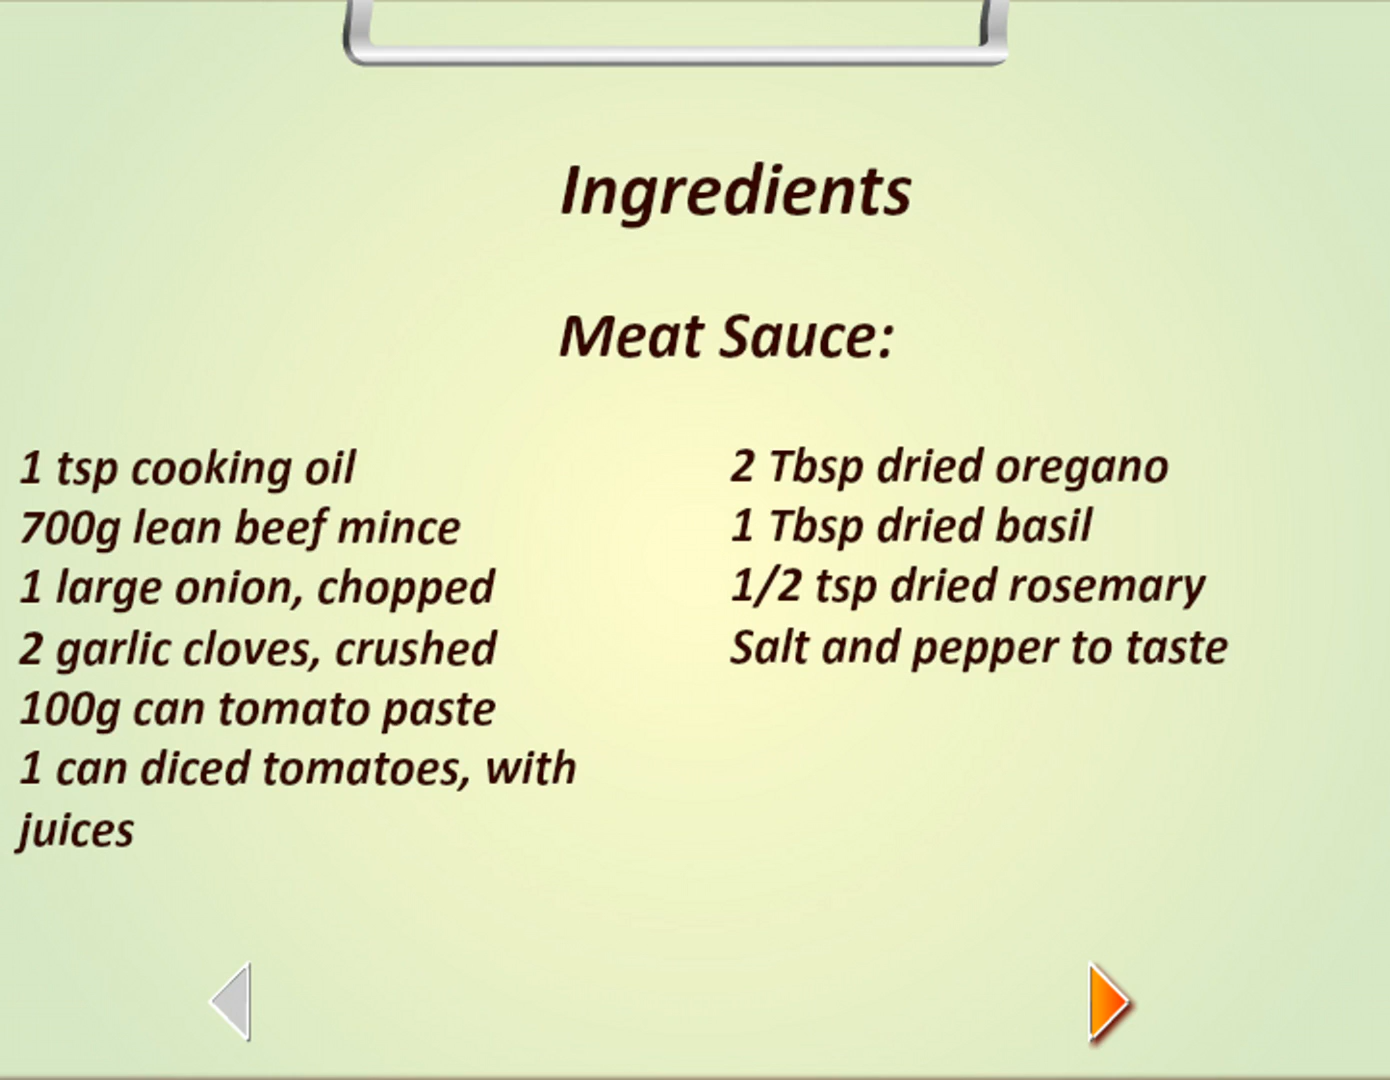 Ingredients
Meat Sauce:
1 tsp cooking oil
700g lean beef mince
1 large onion, chopped
2 garlic cloves, crushed
100g can tomato paste
1 can diced tomatoes, with
juices
2 Tbsp dried oregano
1 Tbsp dried basil
1/2 tsp dried rosemary
Salt and pepper to taste